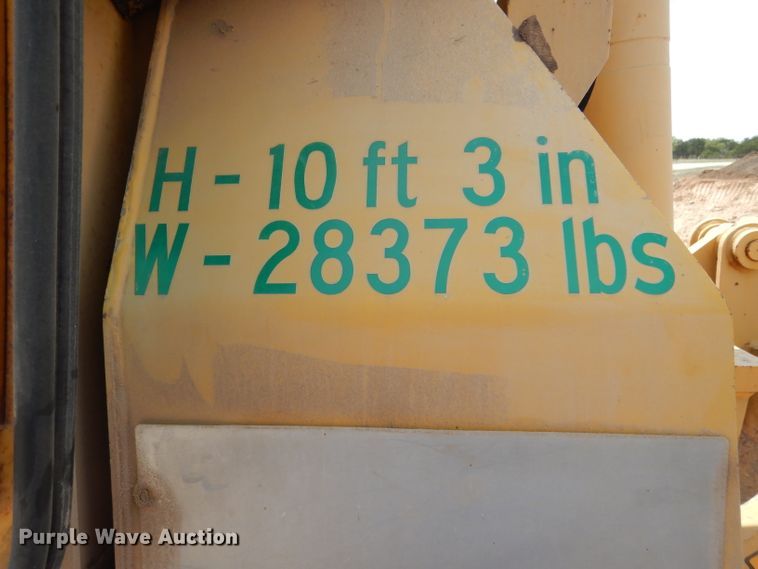 H - 10 ft 3 in
W - 28373 lbs
Purple Wave Auction